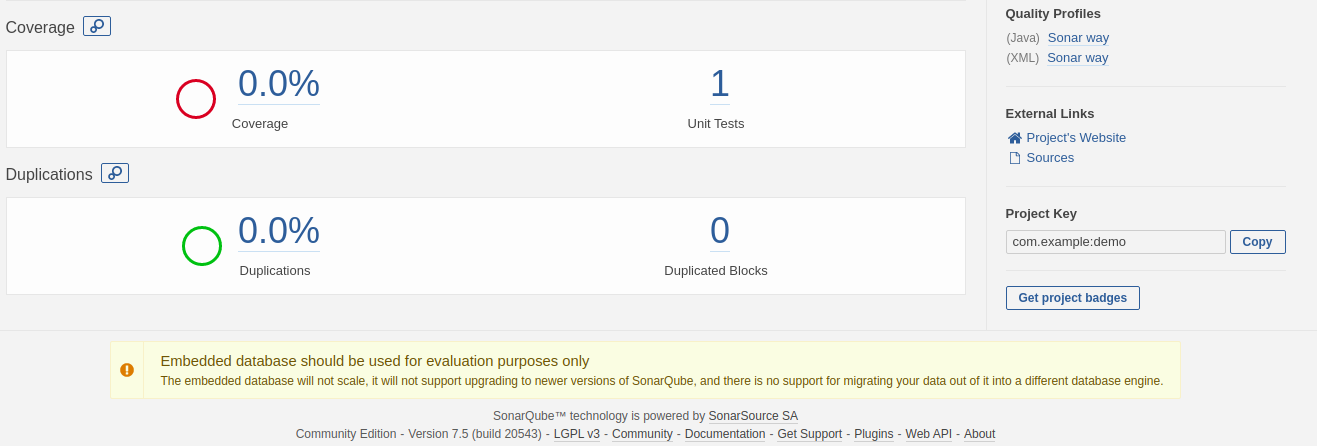 Coverage
0.0%
Coverage
1
Unit Tests
Duplications
0.0%
Duplications
0
Duplicated Blocks
Quality Profiles
(Java) Sonar way
(XML) Sonar way
External Links
Project's Website
Sources
Project Key
com.example:demo Copy
Get project badges
Embedded database should be used for evaluation purposes only
The embedded database will not scale, it will not support upgrading to newer versions of SonarQube, and there is no support for migrating your data out of it into a different database engine.
SonarQube™ technology is powered by SonarSource SA
Community Edition - Version 7.5 (build 20543) - LGPL v3 - Community - Documentation - Get Support - Plugins - Web API - About